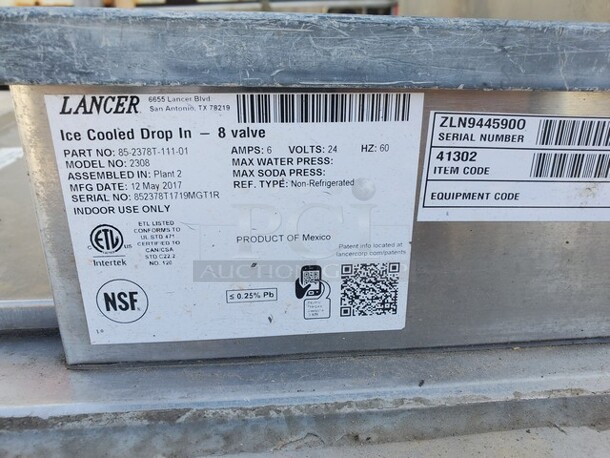 LANCER 6655 Lancer Blvd
San Antonio, TX 78219
Ice Cooled Drop In – 8 valve
PART NO: 85-2378T-111-01
MODEL NO: 2308
ASSEMBLED IN: Plant 2
MFG DATE: 12 May 2017
SERIAL NO: 852378T1719MGT1R
INDOOR USE ONLY
AMPS: 6 VOLTS: 24 HZ: 60
MAX WATER PRESS:
MAX SODA PRESS:
REF. TYPE: Non-Refrigerated
ETL LISTED
CONFORMS TO
UL STD 471
CERTIFIED TO
CAN/CSA
STD C22.2
NO. 120
ETL
C US
Intertek
PRODUCT OF Mexico
Patent info located at
lancercorp.com/patents
NSF
≤ 0.25% Pb
ZLN9445900
SERIAL NUMBER
41302
ITEM CODE
EQUIPMENT CODE
PCI
AUCTION